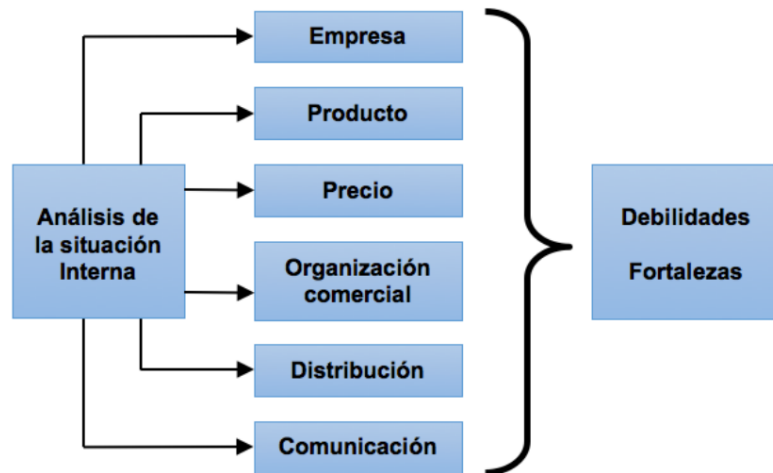 Empresa
Producto
Precio
Análisis de
la situación
Interna
Organización
comercial
Distribución
Comunicación
Debilidades
Fortalezas